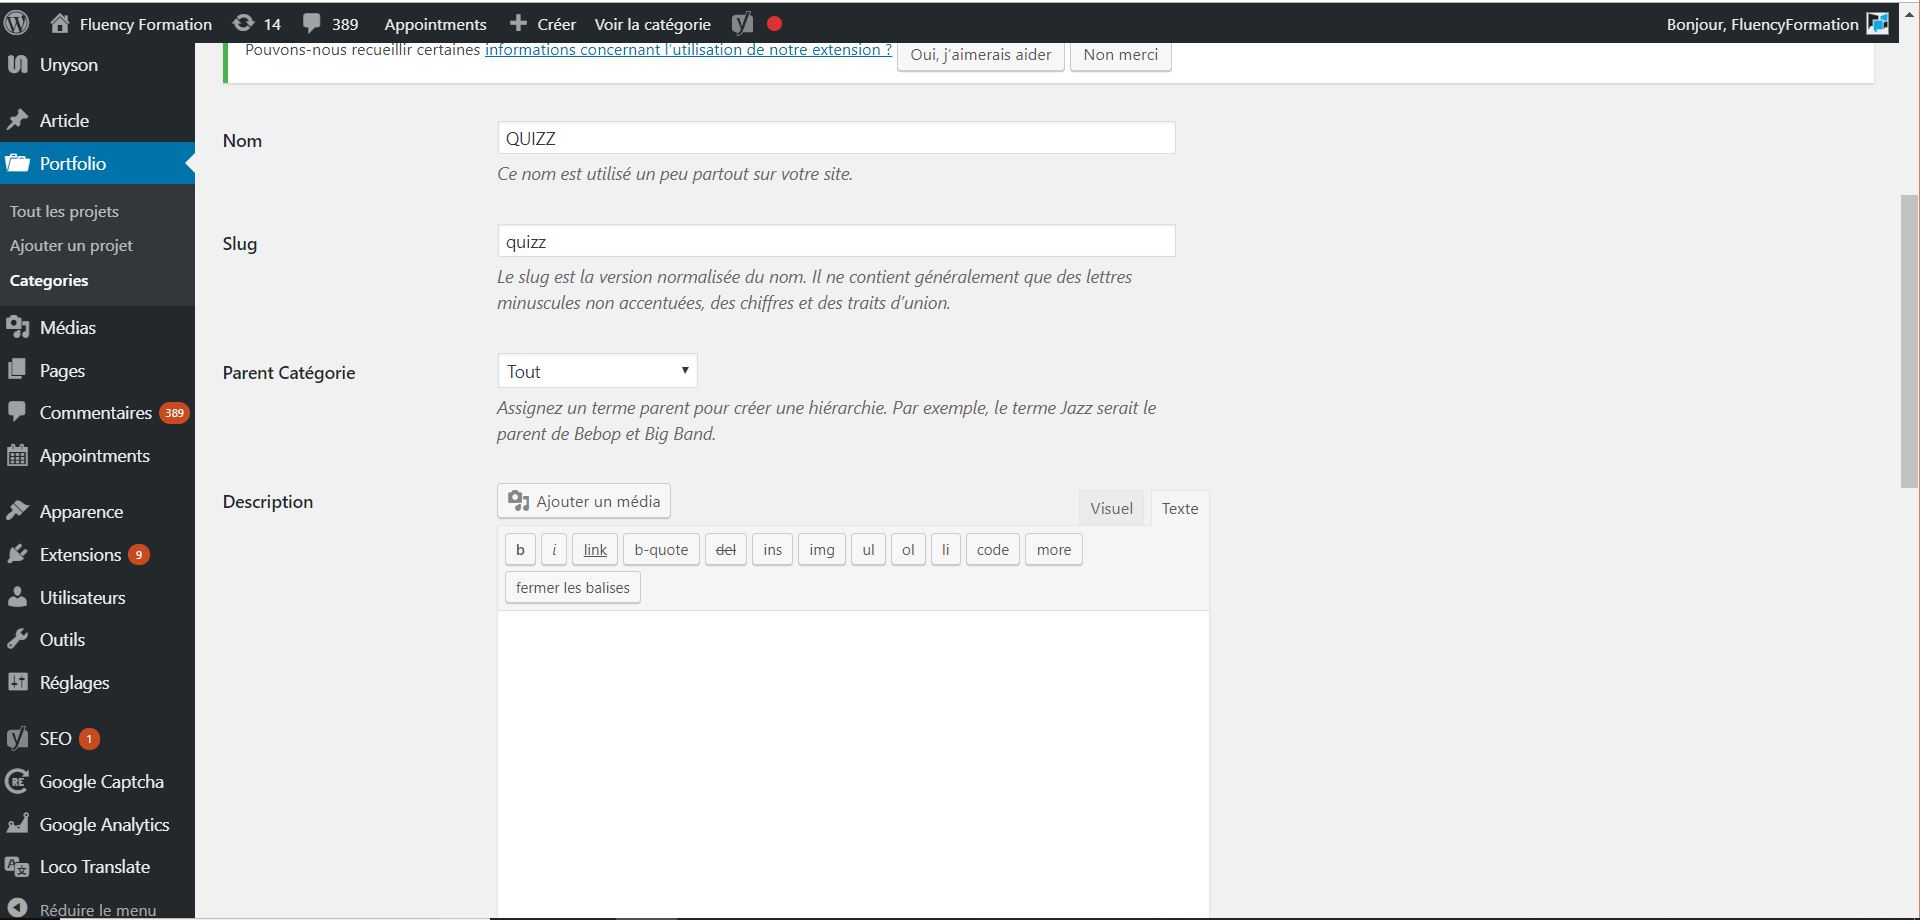 Fluency Formation 14 389 Appointments Créer Voir la catégorie Bonjour, FluencyFormation
Unyson
Article
Portfolio
Tout les projets
Ajouter un projet
Categories
Médias
Pages
Commentaires 389
Appointments
Apparence
Extensions 9
Utilisateurs
Outils
Réglages
SEO 1
Google Captcha
Google Analytics
Loco Translate
Réduire le menu
Pouvons-nous recueillir certaines informations concernant l'utilisation de notre extension ? Oui, j'aimerais aider Non merci
Nom
QUIZZ
Ce nom est utilisé un peu partout sur votre site.
Slug
quizz
Le slug est la version normalisée du nom. Il ne contient généralement que des lettres
minuscules non accentuées, des chiffres et des traits d'union.
Parent Catégorie
Tout
Assignez un terme parent pour créer une hiérarchie. Par exemple, le terme Jazz serait le
parent de Bebop et Big Band.
Description
Ajouter un média
Visuel Texte
b i link b-quote del ins img ul ol li code more
fermer les balises